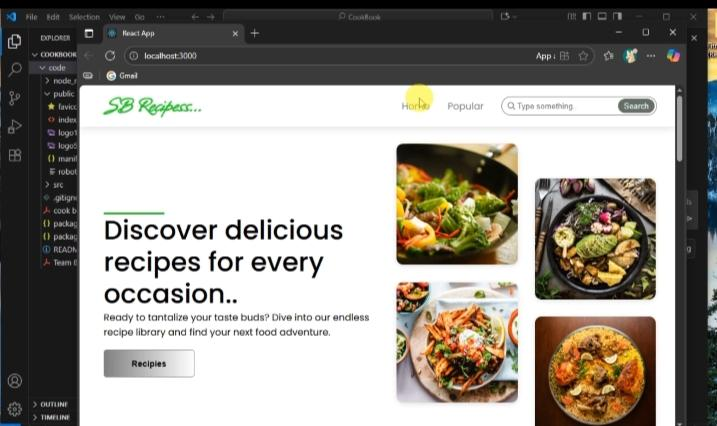 File Edit Selection View Go ... CookBook
EXPLORER
React App
COOKBOOK
localhost:3000
App
code
Gmail
node_r
public
favico
index
logo1
logo5
mani
robot
src
.gitign
cook b
packag
packag
READM
Team I
SB Recipess...
Home
Popular
Type something.
Search
Discover delicious
recipes for every
occasion..
Ready to tantalize your taste buds? Dive into our endless
recipe library and find your next food adventure.
Recipies
OUTLINE
TIMELINE